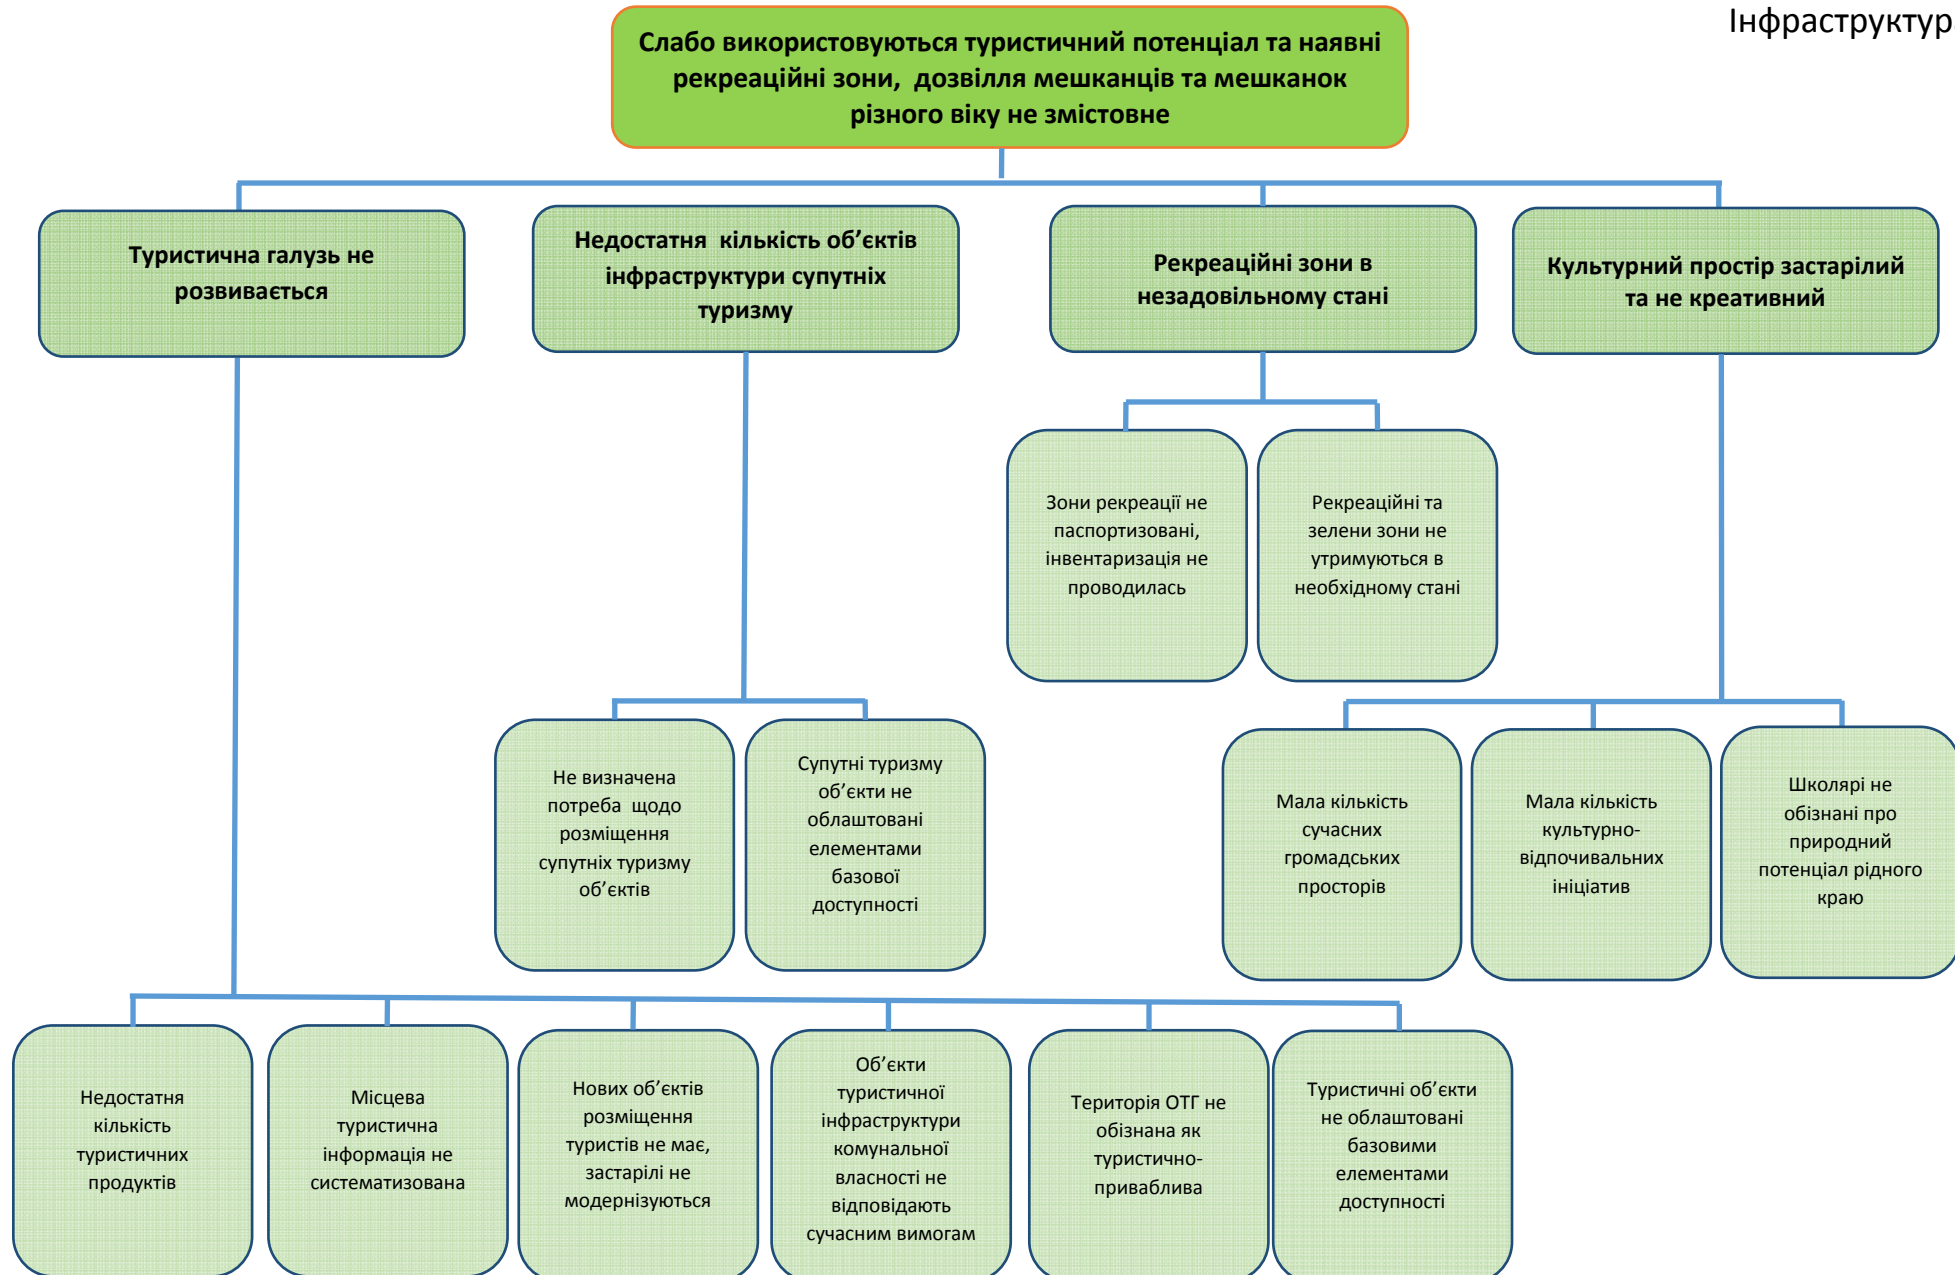 Інфраструктур
Слабо використовуються туристичний потенціал та наявні
рекреаційні зони, дозвілля мешканців та мешканок
різного віку не змістовне
Туристична галузь не
розвивається
Недостатня кількість об’єктів
інфраструктури супутніх
туризму
Рекреаційні зони в
незадовільному стані
Культурний простір застарілий
та не креативний
Зони рекреації не
паспортизовані,
інвентаризація не
проводилась
Рекреаційні та
зелени зони не
утримуються в
необхідному стані
Не визначена
потреба щодо
розміщення
супутніх туризму
об’єктів
Супутні туризму
об’єкти не
облаштовані
елементами
базової
доступності
Мала кількість
сучасних
громадських
просторів
Мала кількість
культурно-
відпочивальних
ініціатив
Школярі не
обізнані про
природний
потенціал рідного
краю
Недостатня
кількість
туристичних
продуктів
Місцева
туристична
інформація не
систематизована
Нових об’єктів
розміщення
туристів не має,
застарілі не
модернізуються
Об’єкти
туристичної
інфраструктури
комунальної
власності не
відповідають
сучасним вимогам
Територія ОТГ не
обізнана як
туристично-
приваблива
Туристичні об’єкти
не облаштовані
базовими
елементами
доступності